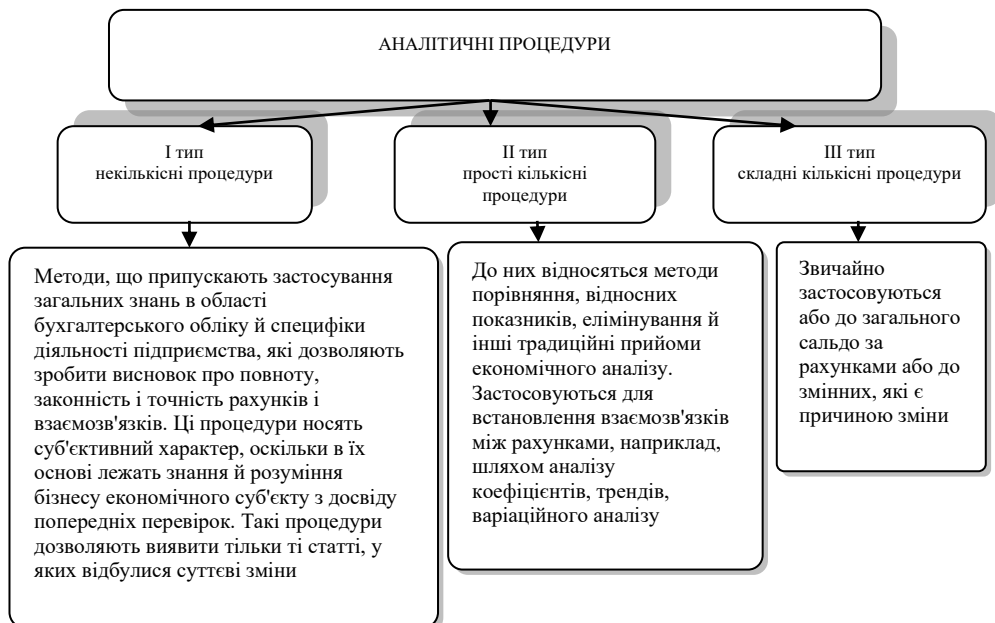 АНАЛІТИЧНІ ПРОЦЕДУРИ
I тип
некількісні процедури
II тип
прості кількісні
процедури
III тип
складні кількісні процедури
Методи, що припускають застосування
загальних знань в області
бухгалтерського обліку й специфіки
діяльності підприємства, які дозволяють
зробити висновок про повноту,
законність і точність рахунків і
взаємозв'язків. Ці процедури носять
суб'єктивний характер, оскільки в їх
основі лежать знання й розуміння
бізнесу економічного суб'єкту з досвіду
попередніх перевірок. Такі процедури
дозволяють виявити тільки ті статті, у
яких відбулися суттєві зміни
До них відносяться методи
порівняння, відносних
показників, елімінування й
інші традиційні прийоми
економічного аналізу.
Застосовуються для
встановлення взаємозв'язків
між рахунками, наприклад,
шляхом аналізу
коефіцієнтів, трендів,
варіаційного аналізу
Звичайно
застосовуються
або до загального
сальдо за
рахунками або до
змінних, які є
причиною зміни